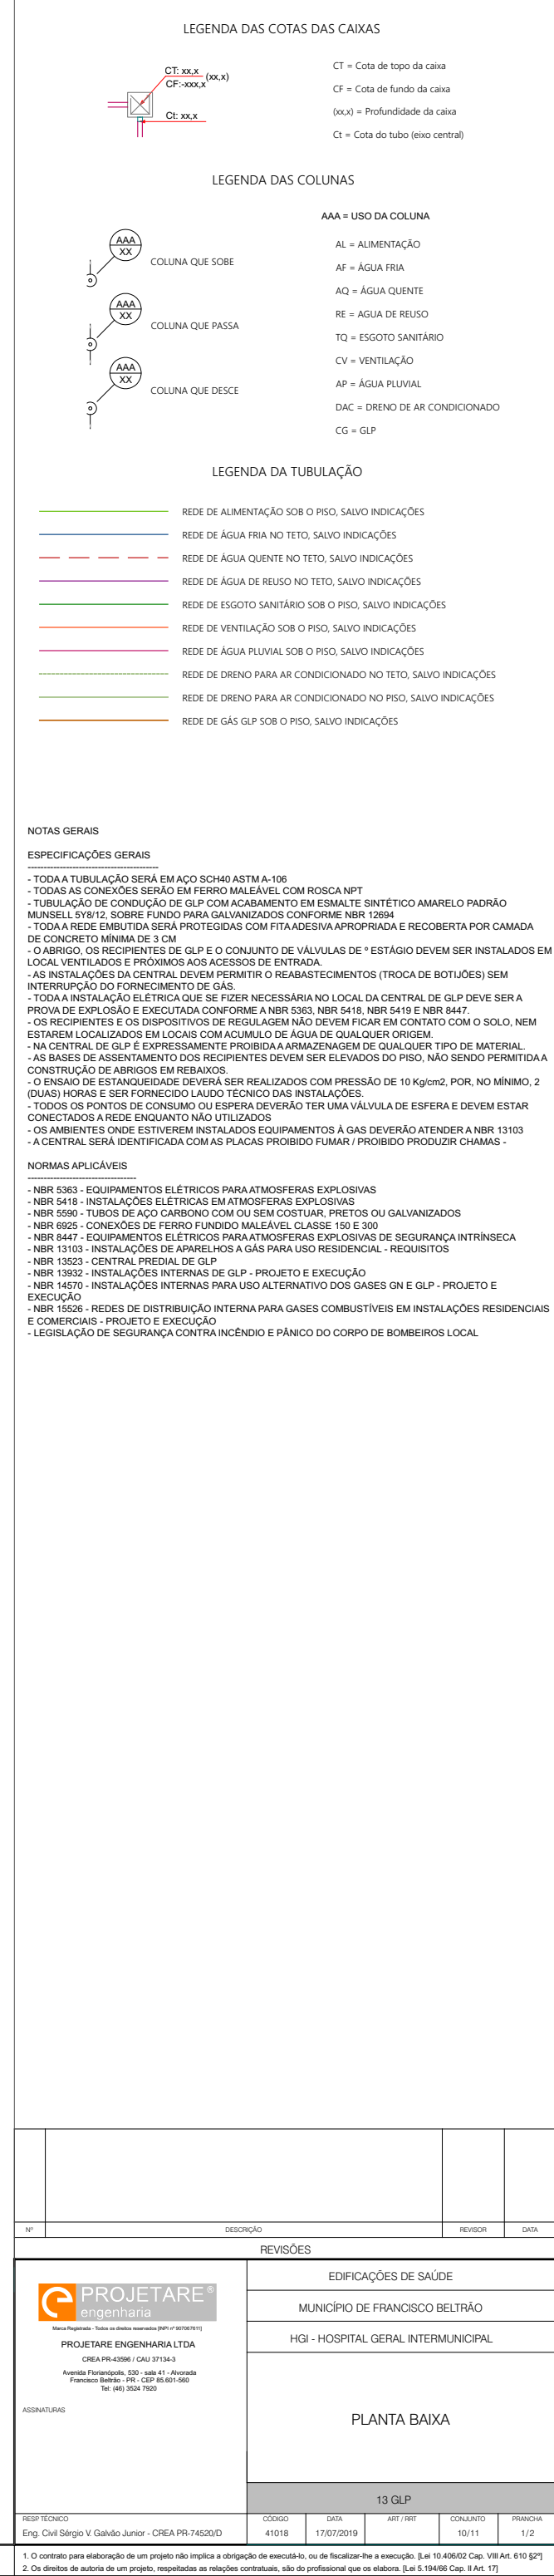 LEGENDA DAS COTAS DAS CAIXAS
CT: xx,x
CF:-xxx,x
(xx,x)
Ct: xx,x
CT = Cota de topo da caixa
CF = Cota de fundo da caixa
(xx,x) = Profundidade da caixa
Ct = Cota do tubo (eixo central)
LEGENDA DAS COLUNAS
AAA
XX
COLUNA QUE SOBE
AAA
XX
COLUNA QUE PASSA
AAA
XX
COLUNA QUE DESCE
AAA = USO DA COLUNA
AL = ALIMENTAÇÃO
AF = ÁGUA FRIA
AQ = ÁGUA QUENTE
RE = AGUA DE REUSO
TQ = ESGOTO SANITÁRIO
CV = VENTILAÇÃO
AP = ÁGUA PLUVIAL
DAC = DRENO DE AR CONDICIONADO
CG = GLP
LEGENDA DA TUBULAÇÃO
REDE DE ALIMENTAÇÃO SOB O PISO, SALVO INDICAÇÕES
REDE DE ÁGUA FRIA NO TETO, SALVO INDICAÇÕES
REDE DE ÁGUA QUENTE NO TETO, SALVO INDICAÇÕES
REDE DE ÁGUA DE REUSO NO TETO, SALVO INDICAÇÕES
REDE DE ESGOTO SANITÁRIO SOB O PISO, SALVO INDICAÇÕES
REDE DE VENTILAÇÃO SOB O PISO, SALVO INDICAÇÕES
REDE DE ÁGUA PLUVIAL SOB O PISO, SALVO INDICAÇÕES
REDE DE DRENO PARA AR CONDICIONADO NO TETO, SALVO INDICAÇÕES
REDE DE DRENO PARA AR CONDICIONADO NO PISO, SALVO INDICAÇÕES
REDE DE GÁS GLP SOB O PISO, SALVO INDICAÇÕES
NOTAS GERAIS
ESPECIFICAÇÕES GERAIS
-----------------------------------------
- TODA A TUBULAÇÃO SERÁ EM AÇO SCH40 ASTM A-106
- TODAS AS CONEXÕES SERÃO EM FERRO MALEÁVEL COM ROSCA NPT
- TUBULAÇÃO DE CONDUÇÃO DE GLP COM ACABAMENTO EM ESMALTE SINTÉTICO AMARELO PADRÃO
MUNSELL 5Y8/12, SOBRE FUNDO PARA GALVANIZADOS CONFORME NBR 12694
- TODA A REDE EMBUTIDA SERÁ PROTEGIDAS COM FITA ADESIVA APROPRIADA E RECOBERTA POR CAMADA
DE CONCRETO MÍNIMA DE 3 CM
- O ABRIGO, OS RECIPIENTES DE GLP E O CONJUNTO DE VÁLVULAS DE º ESTÁGIO DEVEM SER INSTALADOS EM
LOCAL VENTILADOS E PRÓXIMOS AOS ACESSOS DE ENTRADA.
- AS INSTALAÇÕES DA CENTRAL DEVEM PERMITIR O REABASTECIMENTOS (TROCA DE BOTIJÕES) SEM
INTERRUPÇÃO DO FORNECIMENTO DE GÁS.
- TODA A INSTALAÇÃO ELÉTRICA QUE SE FIZER NECESSÁRIA NO LOCAL DA CENTRAL DE GLP DEVE SER A
PROVA DE EXPLOSÃO E EXECUTADA CONFORME A NBR 5363, NBR 5418, NBR 5419 E NBR 8447.
- OS RECIPIENTES E OS DISPOSITIVOS DE REGULAGEM NÃO DEVEM FICAR EM CONTATO COM O SOLO, NEM
ESTAREM LOCALIZADOS EM LOCAIS COM ACUMULO DE ÁGUA DE QUALQUER ORIGEM.
- NA CENTRAL DE GLP É EXPRESSAMENTE PROIBIDA A ARMAZENAGEM DE QUALQUER TIPO DE MATERIAL.
- AS BASES DE ASSENTAMENTO DOS RECIPIENTES DEVEM SER ELEVADOS DO PISO, NÃO SENDO PERMITIDA A
CONSTRUÇÃO DE ABRIGOS EM REBAIXOS.
- O ENSAIO DE ESTANQUEIDADE DEVERÁ SER REALIZADOS COM PRESSÃO DE 10 Kg/cm2, POR, NO MÍNIMO, 2
(DUAS) HORAS E SER FORNECIDO LAUDO TÉCNICO DAS INSTALAÇÕES.
- TODOS OS PONTOS DE CONSUMO OU ESPERA DEVERÃO TER UMA VÁLVULA DE ESFERA E DEVEM ESTAR
CONECTADOS A REDE ENQUANTO NÃO UTILIZADOS
- OS AMBIENTES ONDE ESTIVEREM INSTALADOS EQUIPAMENTOS À GAS DEVERÃO ATENDER A NBR 13103
- A CENTRAL SERÁ IDENTIFICADA COM AS PLACAS PROIBIDO FUMAR / PROIBIDO PRODUZIR CHAMAS -
NORMAS APLICÁVEIS
----------------------------------
- NBR 5363 - EQUIPAMENTOS ELÉTRICOS PARA ATMOSFERAS EXPLOSIVAS
- NBR 5418 - INSTALAÇÕES ELÉTRICAS EM ATMOSFERAS EXPLOSIVAS
- NBR 5590 - TUBOS DE AÇO CARBONO COM OU SEM COSTUAR, PRETOS OU GALVANIZADOS
- NBR 6925 - CONEXÕES DE FERRO FUNDIDO MALEÁVEL CLASSE 150 E 300
- NBR 8447 - EQUIPAMENTOS ELÉTRICOS PARA ATMOSFERAS EXPLOSIVAS DE SEGURANÇA INTRÍNSECA
- NBR 13103 - INSTALAÇÕES DE APARELHOS A GÁS PARA USO RESIDENCIAL - REQUISITOS
- NBR 13523 - CENTRAL PREDIAL DE GLP
- NBR 13932 - INSTALAÇÕES INTERNAS DE GLP - PROJETO E EXECUÇÃO
- NBR 14570 - INSTALAÇÕES INTERNAS PARA USO ALTERNATIVO DOS GASES GN E GLP - PROJETO E
EXECUÇÃO
- NBR 15526 - REDES DE DISTRIBUIÇÃO INTERNA PARA GASES COMBUSTÍVEIS EM INSTALAÇÕES RESIDENCIAIS
E COMERCIAIS - PROJETO E EXECUÇÃO
- LEGISLAÇÃO DE SEGURANÇA CONTRA INCÊNDIO E PÂNICO DO CORPO DE BOMBEIROS LOCAL
Nº DESCRIÇÃO REVISOR DATA
REVISÕES
PROJETARE®
engenharia
Marca Registrada - Todos os direitos reservados [INPI nº 907067811]
PROJETARE ENGENHARIA LTDA
CREA PR-43596 / CAU 37134-3
Avenida Florianópolis, 530 - sala 41 - Alvorada
Francisco Beltrão - PR - CEP 85.601-560
Tel: (46) 3524 7920
ASSINATURAS
EDIFICAÇÕES DE SAÚDE
MUNICÍPIO DE FRANCISCO BELTRÃO
HGI - HOSPITAL GERAL INTERMUNICIPAL
PLANTA BAIXA
13 GLP
RESP TÉCNICO CODIGO DATA ART / RRT CONJUNTO PRANCHA
Eng. Civil Sérgio V. Galvão Junior - CREA PR-74520/D 41018 17/07/2019 10/11 1/2
1. O contrato para elaboração de um projeto não implica a obrigação de executá-lo, ou de fiscalizar-lhe a execução. [Lei 10.406/02 Cap. VIII Art. 610 §2º]
2. Os direitos de autoria de um projeto, respeitadas as relações contratuais, são do profissional que os elabora. [Lei 5.194/66 Cap. II Art. 17]